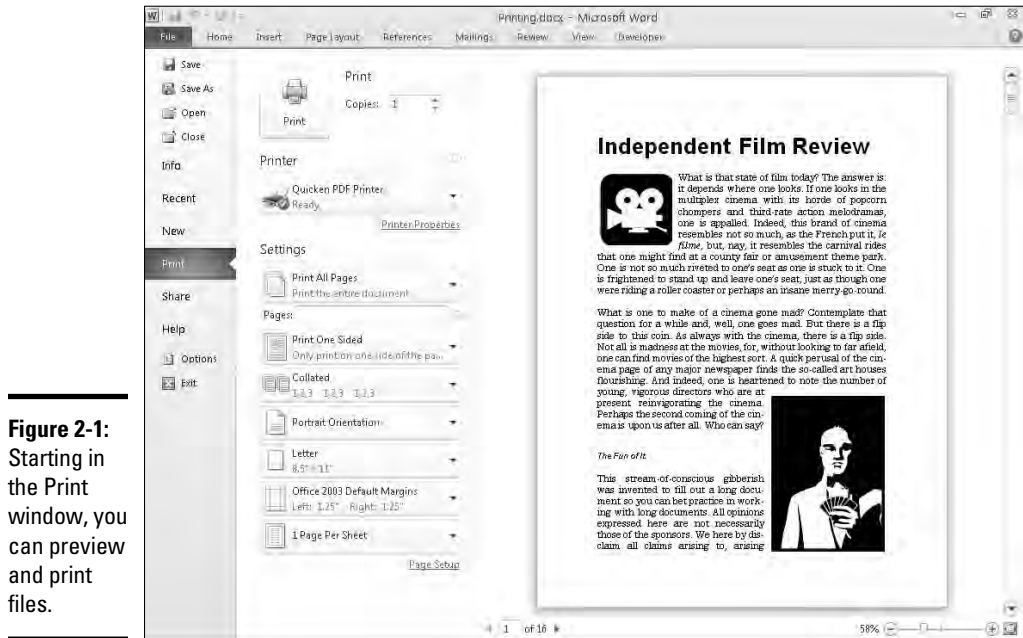 Printing.docx - Microsoft Word
File Home Insert Page Layout References Mailings Review View Developer
Save
Save As
Open
Close
Info
Recent
New
Print
Share
Help
Options
Exit
Print
Print
Copies: 1
Printer
Quicken PDF Printer
Ready
Printer Properties
Settings
Print All Pages
Print the entire document
Pages:
Print One Sided
Only print on one side of the pa...
Collated
1,2,3 1,2,3 1,2,3
Portrait Orientation
Letter
8.5" x 11"
Office 2003 Default Margins
Left: 1.25" Right: 1.25"
1 Page Per Sheet
Page Setup
Independent Film Review
What is that state of film today? The answer is:
it depends where one looks. If one looks in the
multiplex cinema with its horde of popcorn
chompers and third-rate action melodramas,
one is appalled. Indeed, this brand of cinema
resembles not so much, as the French put it, le
filme, but, nay, it resembles the carnival rides
that one might find at a county fair or amusement theme park.
One is not so much riveted to one's seat as one is stuck to it. One
is frightened to stand up and leave one's seat, just as though one
were riding a roller coaster or perhaps an insane merry-go-round.
What is one to make of a cinema gone mad? Contemplate that
question for a while and, well, one goes mad. But there is a flip
side to this coin. As always with the cinema, there is a flip side.
Not all is madness at the movies, for, without looking to far afield,
one can find movies of the highest sort. A quick perusal of the cin-
ema page of any major newspaper finds the so-called art houses
flourishing. And indeed, one is heartened to note the number of
young, vigorous directors who are at
present reinvigorating the cinema.
Perhaps the second coming of the cin-
ema is upon us after all. Who can say?
The Fun of It
This stream-of-conscious gibberish
was invented to fill out a long docu-
ment so you can bet practice in work-
ing with long documents. All opinions
expressed here are not necessarily
those of the sponsors. We here by dis-
claim all claims arising to, arising
1 of 16
58%
Figure 2-1:
Starting in
the Print
window, you
can preview
and print
files.